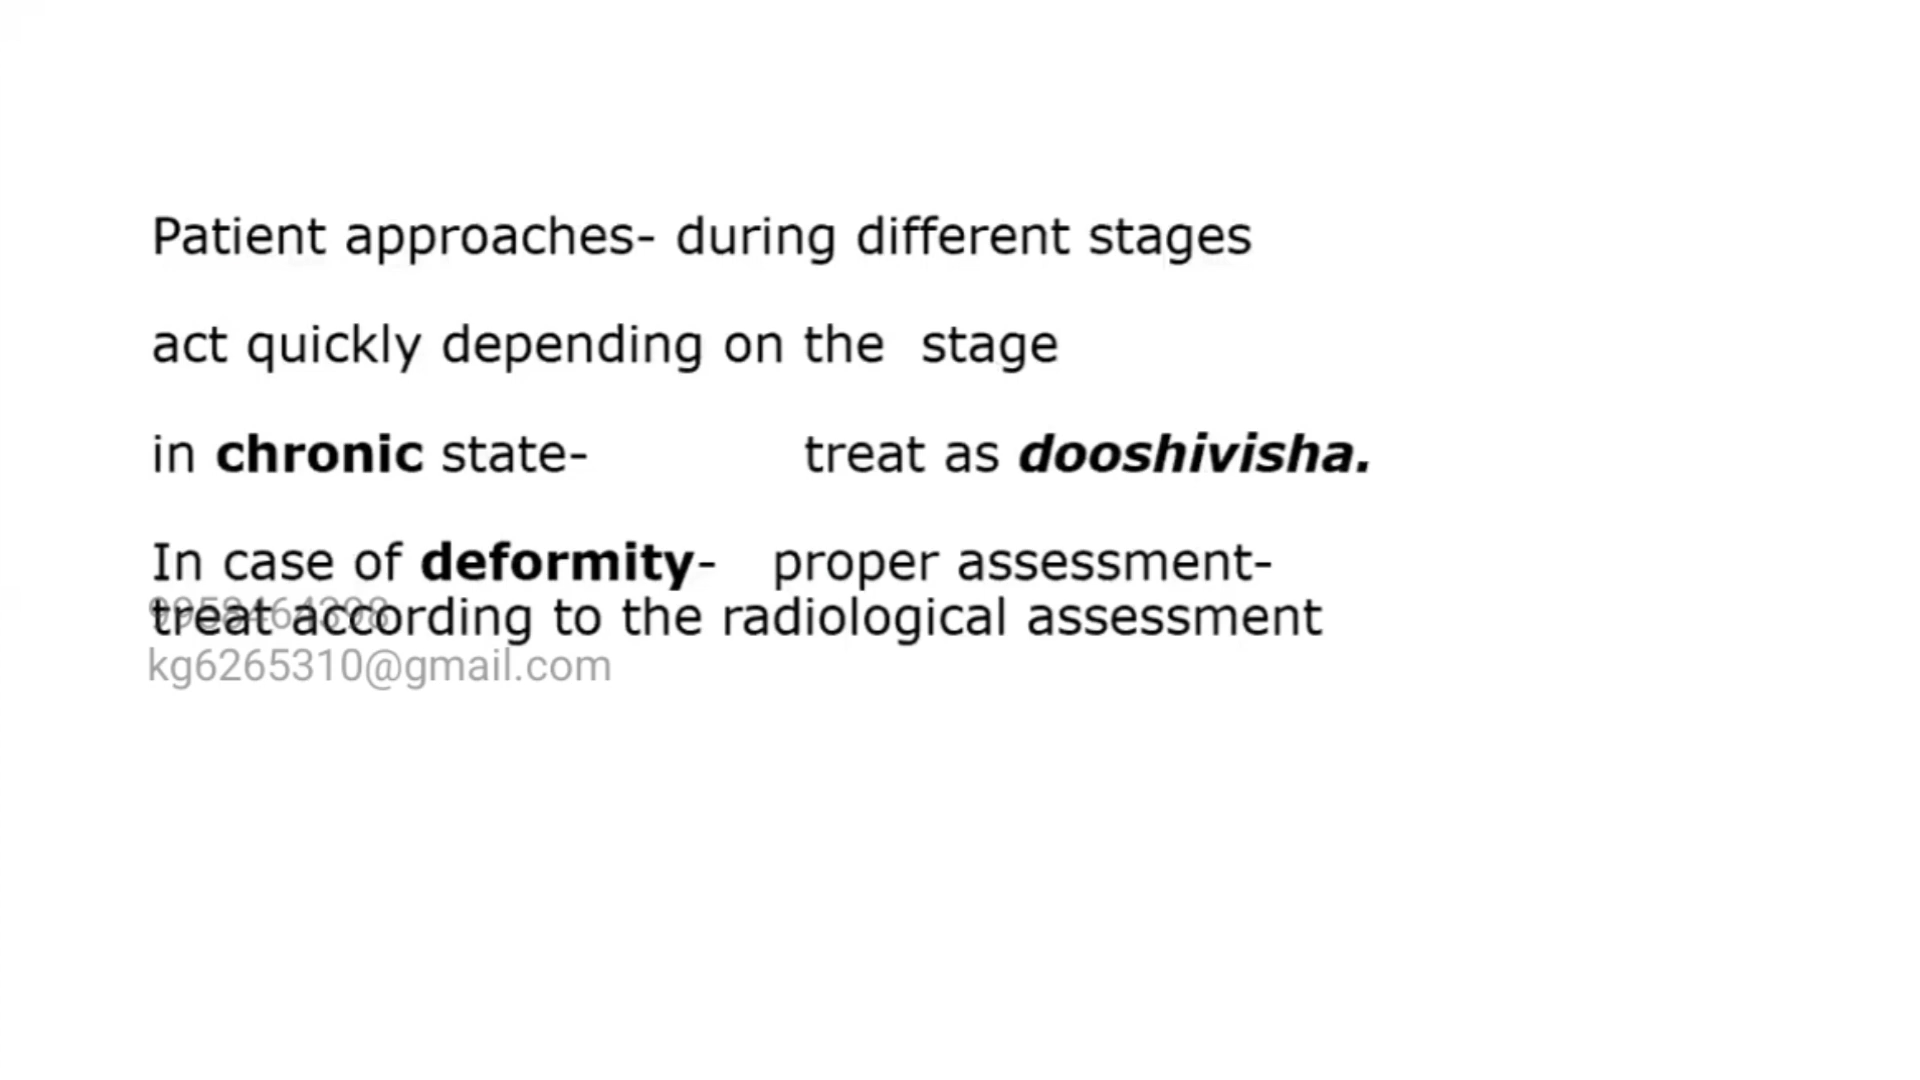 Patient approaches- during different stages
act quickly depending on the stage
in chronic state- treat as dooshivisha.
In case of deformity- proper assessment-
treat according to the radiological assessment
9958464398
kg6265310@gmail.com